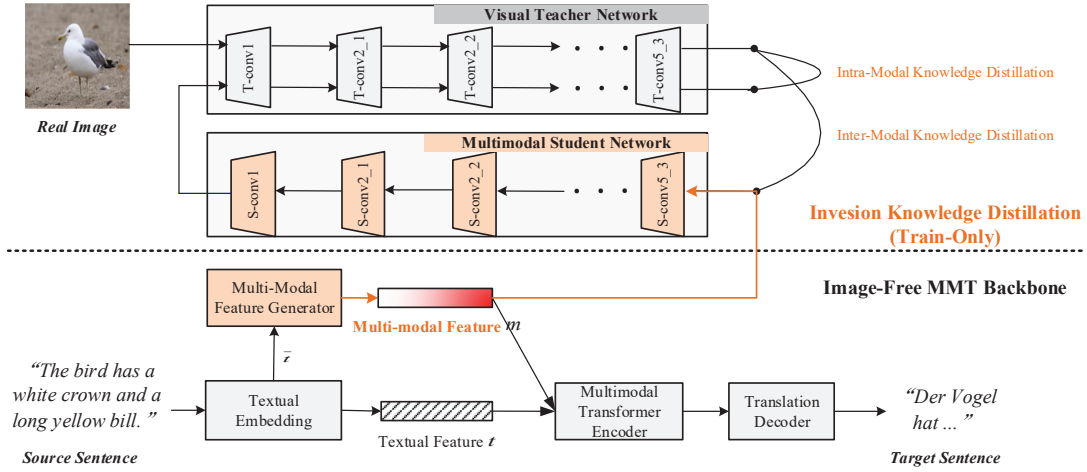 Visual Teacher Network
T-conv1
T-conv2_1
T-conv2_2
T-conv5_3
Real Image
Intra-Modal Knowledge Distillation
Inter-Modal Knowledge Distillation
Multimodal Student Network
S-conv1
S-conv2_1
S-conv2_2
S-conv5_3
Invesion Knowledge Distillation
(Train-Only)
Image-Free MMT Backbone
Multi-Modal
Feature Generator
Multi-modal Feature m
t̄
“The bird has a
white crown and a
long yellow bill. ”
Source Sentence
Textual
Embedding
Textual Feature t
Multimodal
Transformer
Encoder
Translation
Decoder
“Der Vogel
hat ...”
Target Sentence